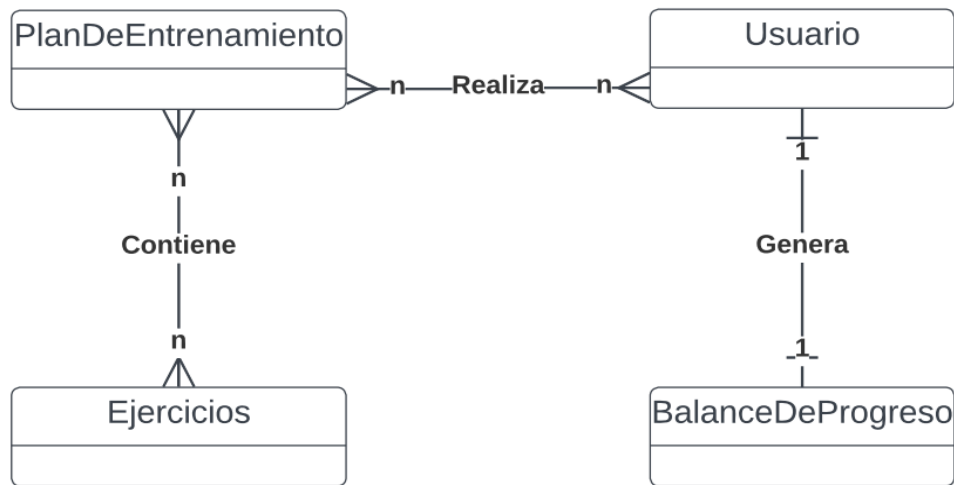 PlanDeEntrenamiento
Usuario
n
Realiza
n
1
n
Contiene
Genera
n
1
Ejercicios
BalanceDeProgreso